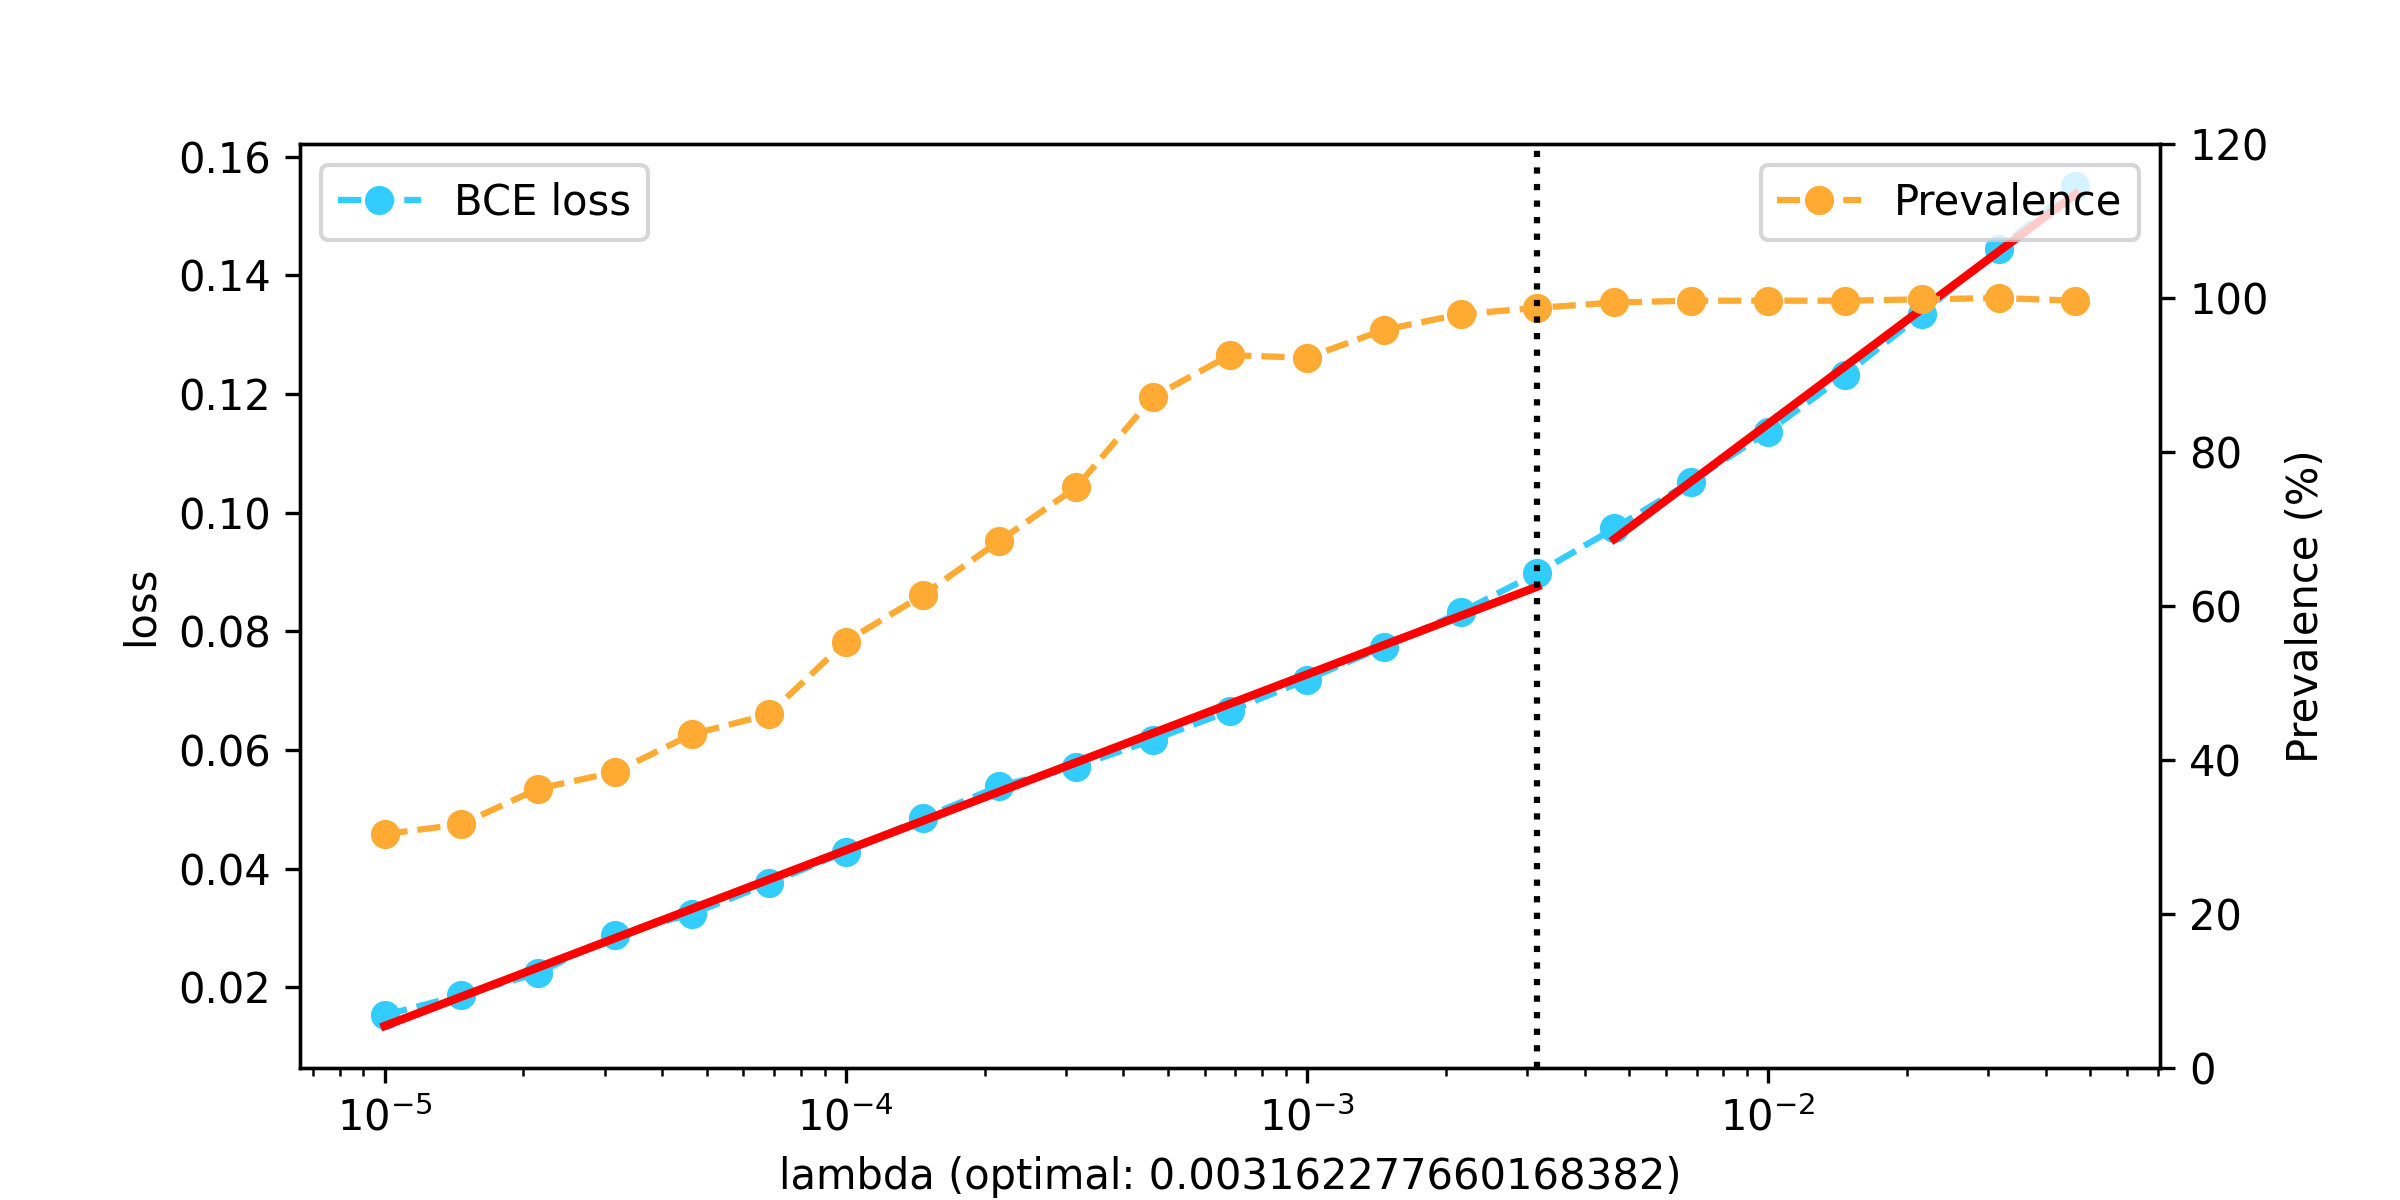 BCE loss
Prevalence
0.16
0.14
0.12
0.10
0.08
0.06
0.04
0.02
loss
120
100
80
60
40
20
0
Prevalence (%)
10⁻⁵ 10⁻⁴ 10⁻³ 10⁻²
lambda (optimal: 0.0031622776601683​82)